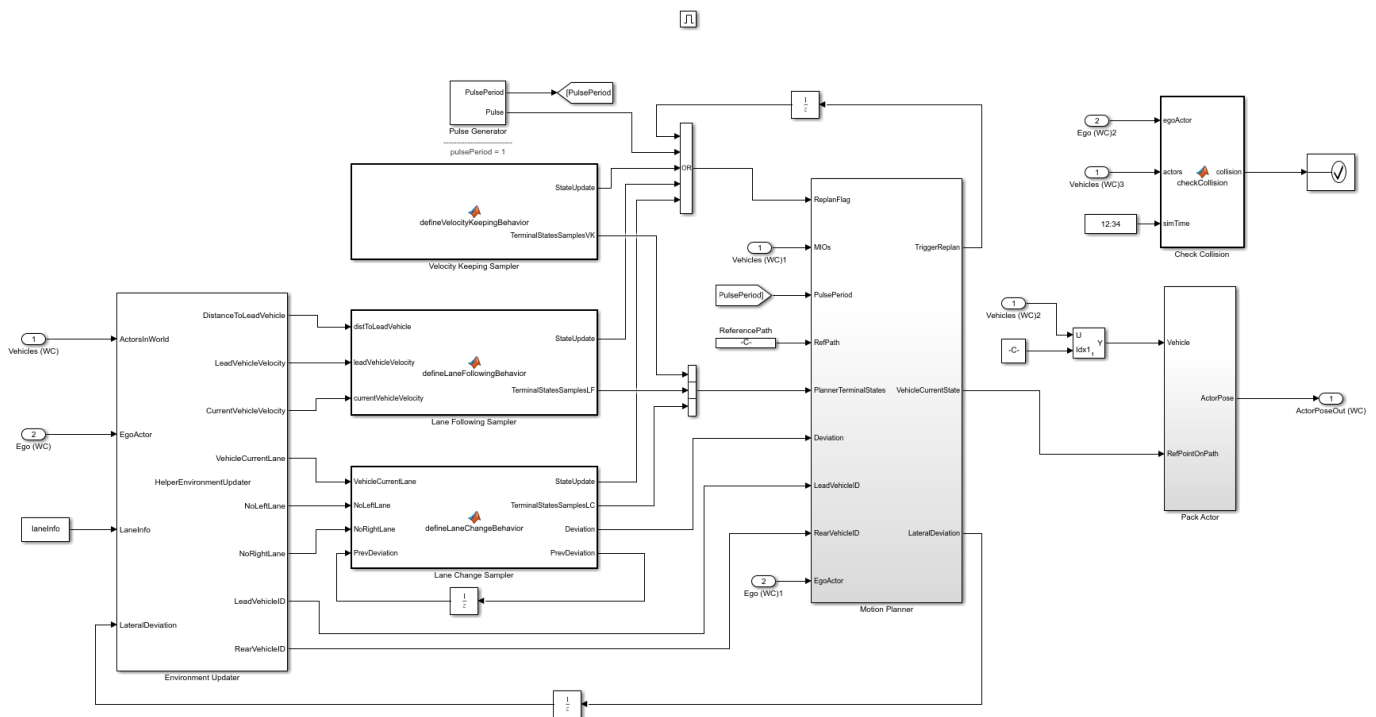 PulsePeriod
Pulse
Pulse Generator
--------------------
pulsePeriod = 1
[PulsePeriod
1
z
OR
StateUpdate
defineVelocityKeepingBehavior
TerminalStatesSamplesVK
Velocity Keeping Sampler
DistanceToLeadVehicle
ActorsInWorld
LeadVehicleVelocity
CurrentVehicleVelocity
EgoActor
VehicleCurrentLane
HelperEnvironmentUpdater
NoLeftLane
LaneInfo
NoRightLane
LeadVehicleID
LateralDeviation
RearVehicleID
Environment Updater
1
Vehicles (WC)
2
Ego (WC)
laneInfo
distToLeadVehicle
StateUpdate
leadVehicleVelocity
defineLaneFollowingBehavior
TerminalStatesSamplesLF
currentVehicleVelocity
Lane Following Sampler
VehicleCurrentLane
StateUpdate
NoLeftLane
TerminalStatesSamplesLC
defineLaneChangeBehavior
NoRightLane
Deviation
PrevDeviation
PrevDeviation
Lane Change Sampler
1
z
1
z
1
Vehicles (WC)1
PulsePeriod]
ReferencePath
-C-
2
Ego (WC)1
ReplanFlag
MIOs
TriggerReplan
PulsePeriod
RefPath
PlannerTerminalStates
VehicleCurrentState
Deviation
LeadVehicleID
RearVehicleID
LateralDeviation
EgoActor
Motion Planner
2
Ego (WC)2
1
Vehicles (WC)3
12:34
egoActor
actors
collision
checkCollision
simTime
Check Collision
1
Vehicles (WC)2
-C-
U
Y
Idx1
1
Vehicle
ActorPose
RefPointOnPath
Pack Actor
1
ActorPoseOut (WC)